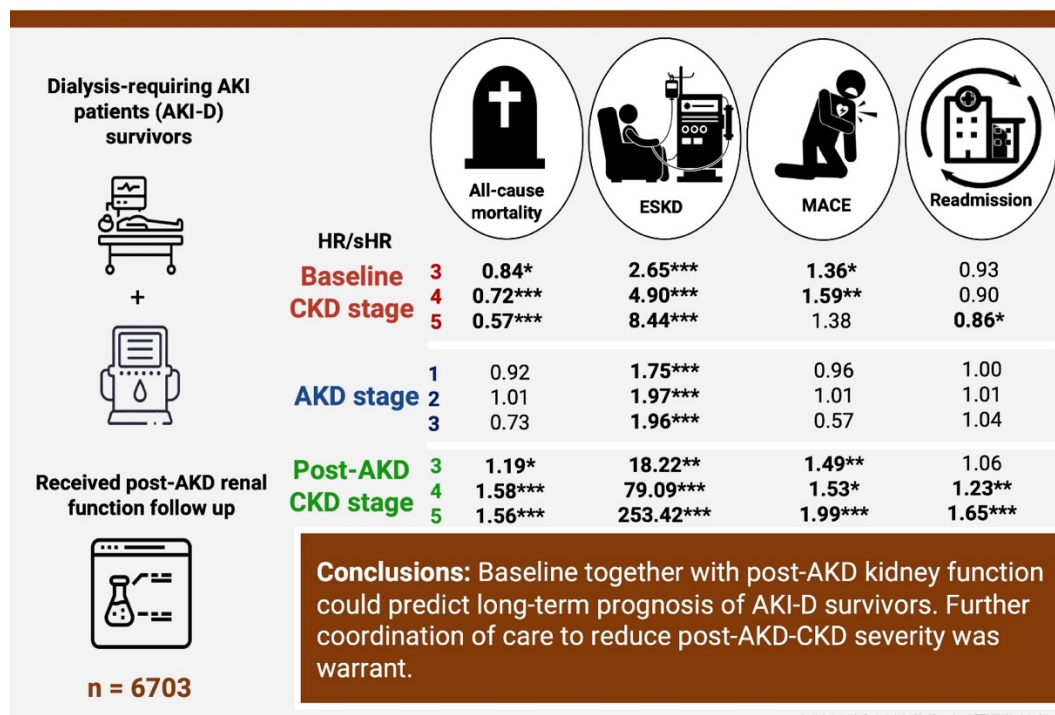 Dialysis-requiring AKI
patients (AKI-D)
survivors
+
Received post-AKD renal
function follow up
n = 6703
All-cause
mortality
ESKD
MACE
Readmission
HR/sHR
Baseline
CKD stage
3 0.84* 2.65*** 1.36* 0.93
4 0.72*** 4.90*** 1.59** 0.90
5 0.57*** 8.44*** 1.38 0.86*
AKD stage
1 0.92 1.75*** 0.96 1.00
2 1.01 1.97*** 1.01 1.01
3 0.73 1.96*** 0.57 1.04
Post-AKD
CKD stage
3 1.19* 18.22** 1.49** 1.06
4 1.58*** 79.09*** 1.53* 1.23**
5 1.56*** 253.42*** 1.99*** 1.65***
Conclusions: Baseline together with post-AKD kidney function
could predict long-term prognosis of AKI-D survivors. Further
coordination of care to reduce post-AKD-CKD severity was
warrant.